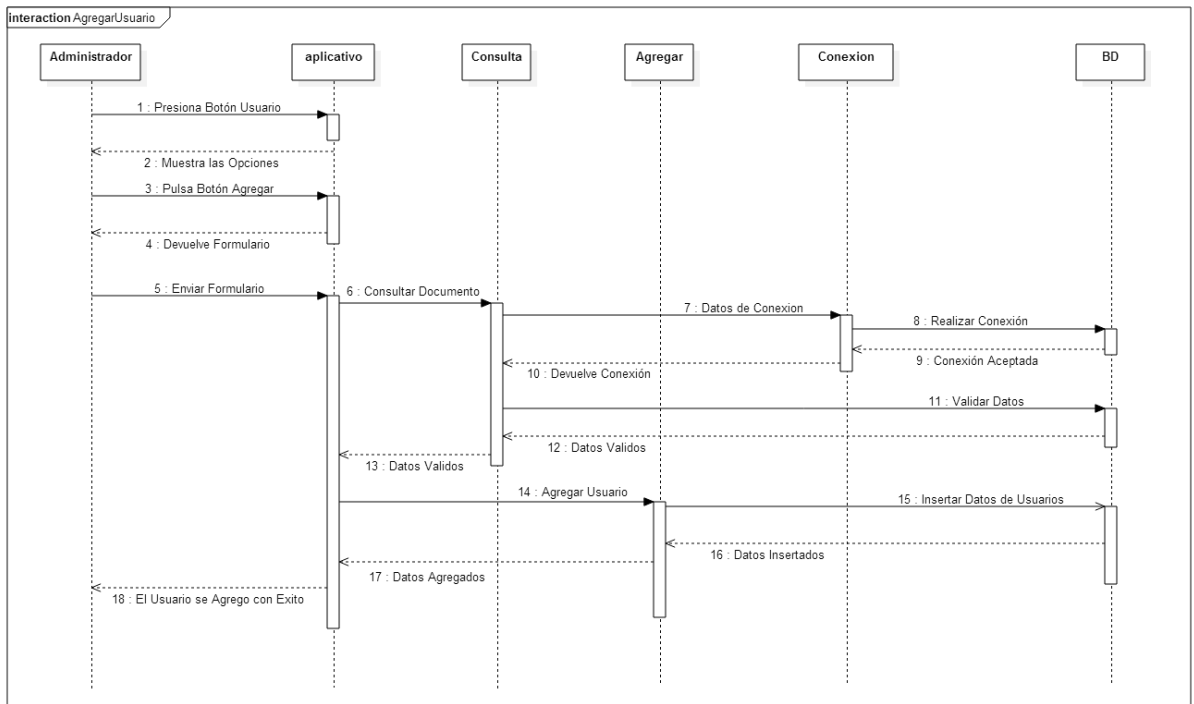 interaction AgregarUsuario
Administrador
aplicativo
Consulta
Agregar
Conexion
BD
1 : Presiona Botón Usuario
2 : Muestra las Opciones
3 : Pulsa Botón Agregar
4 : Devuelve Formulario
5 : Enviar Formulario
6 : Consultar Documento
7 : Datos de Conexion
8 : Realizar Conexión
9 : Conexión Aceptada
10 : Devuelve Conexión
11 : Validar Datos
12 : Datos Validos
13 : Datos Validos
14 : Agregar Usuario
15 : Insertar Datos de Usuarios
16 : Datos Insertados
17 : Datos Agregados
18 : El Usuario se Agrego con Exito